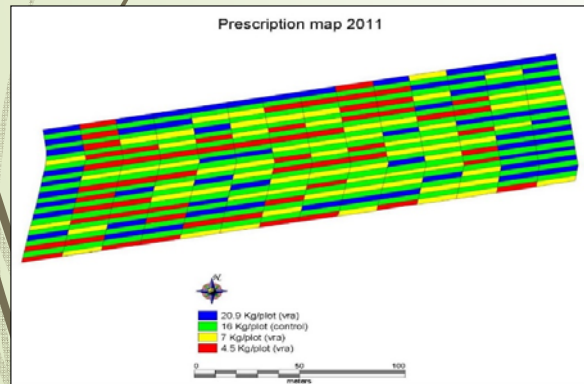 Prescription map 2011
N
20.9 Kg/plot (vra)
16 Kg/plot (control)
7 Kg/plot (vra)
4.5 Kg/plot (vra)
0 50 100
meters